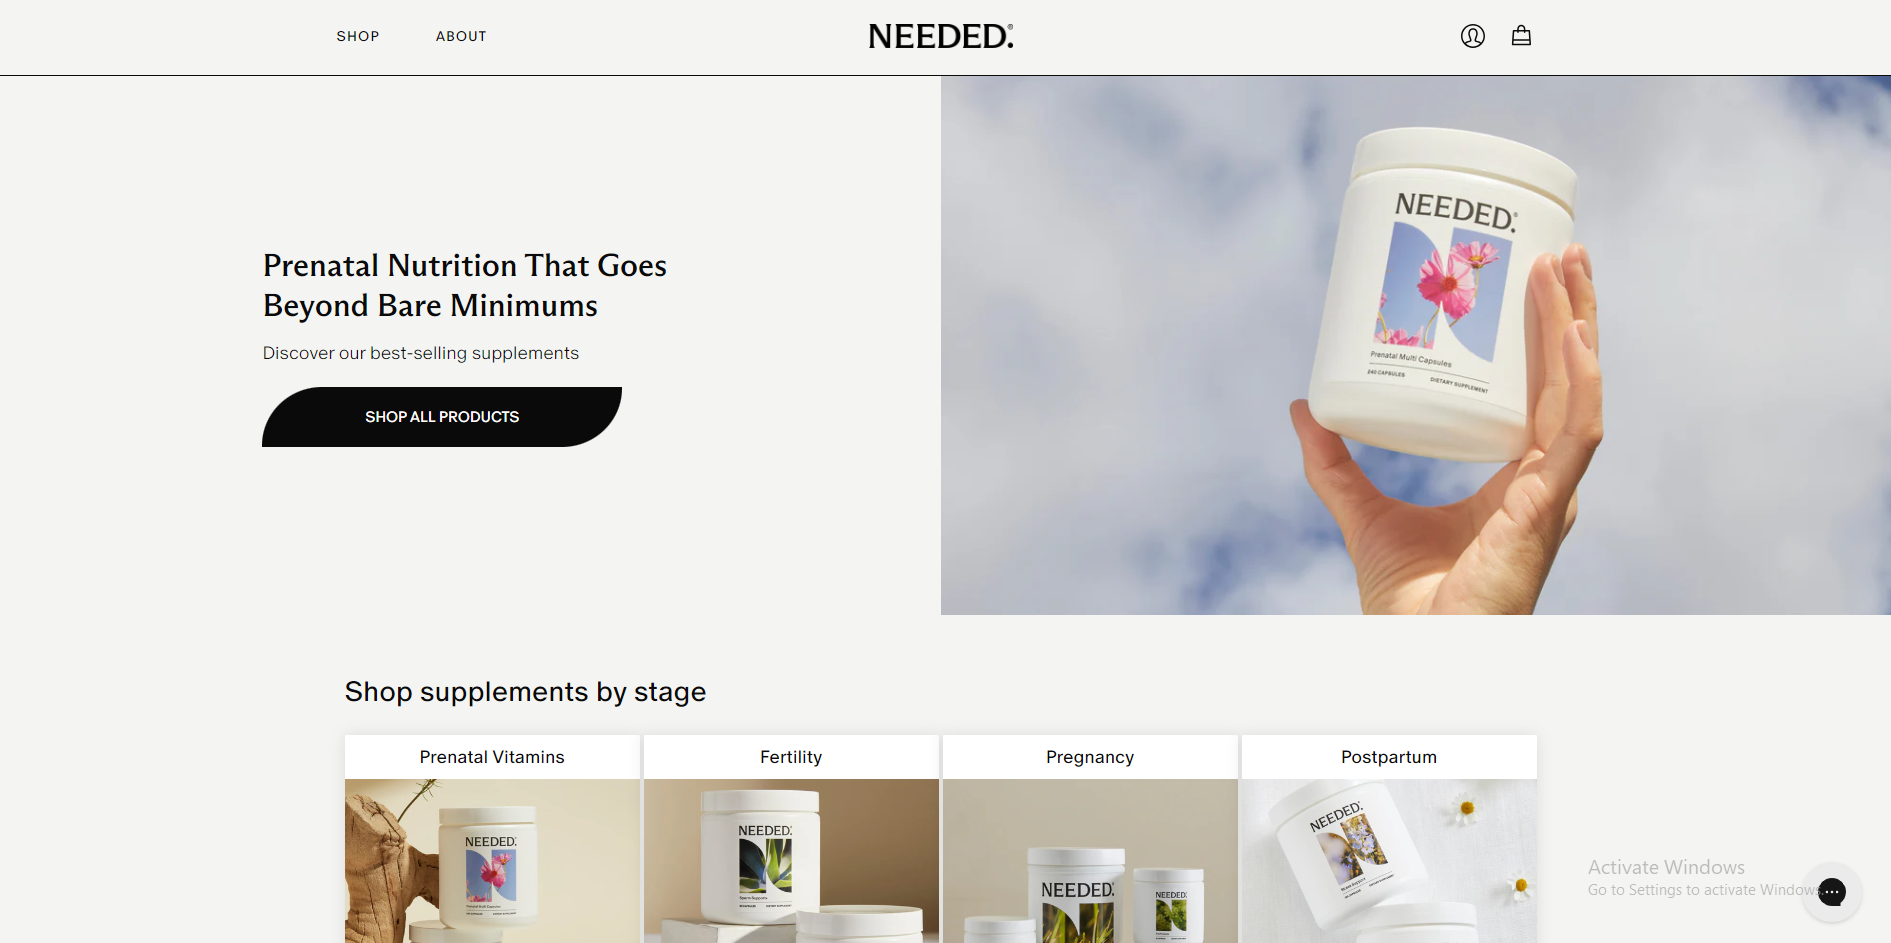 SHOP
ABOUT
NEEDED.®
Prenatal Nutrition That Goes
Beyond Bare Minimums
Discover our best-selling supplements
SHOP ALL PRODUCTS
NEEDED.®
Prenatal Multi Capsules
240 CAPSULES
DIETARY SUPPLEMENT
Shop supplements by stage
Prenatal Vitamins
Fertility
Pregnancy
Postpartum
NEEDED.
NEEDED.
NEEDED.
NEEDED.
NEEDED.
Activate Windows
Go to Settings to activate Windows.